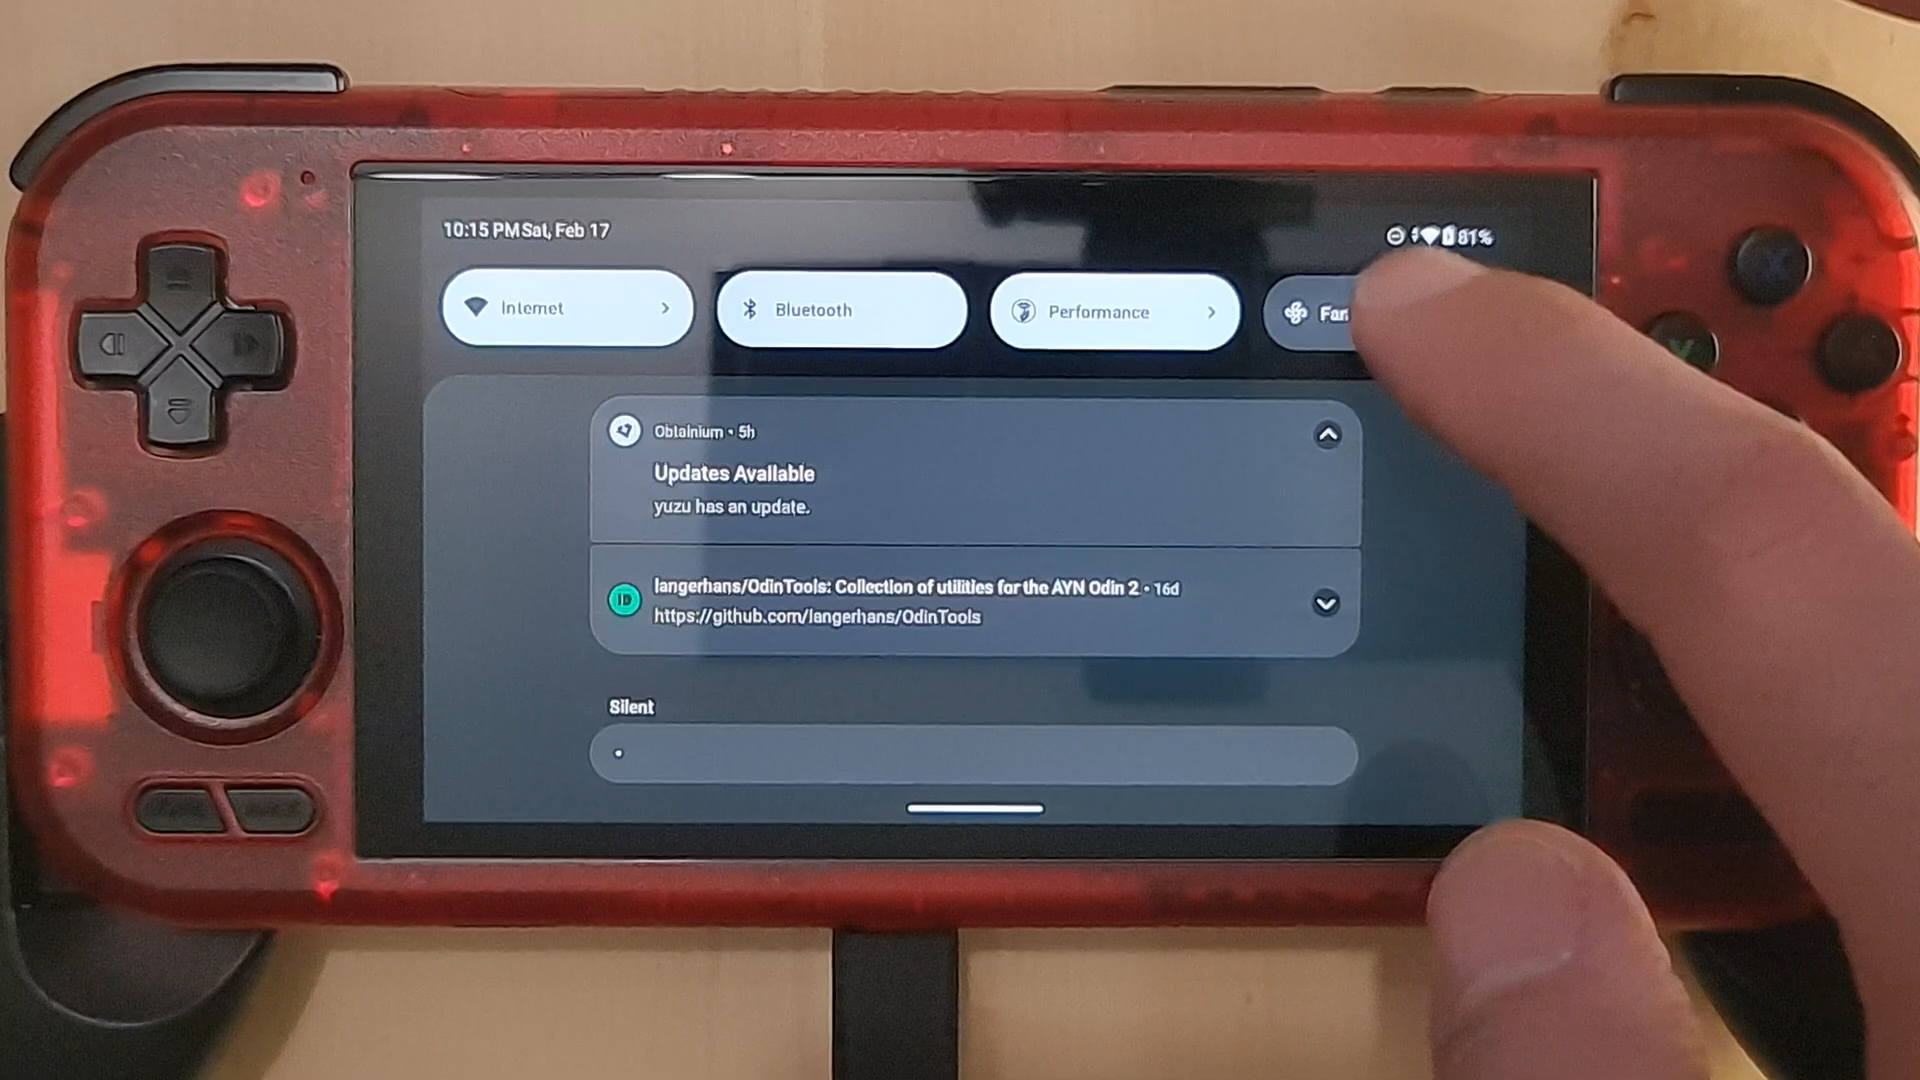 10:15 PM Sat, Feb 17
81%
Internet
Bluetooth
Performance
Fan
Obtainium • 5h
Updates Available
yuzu has an update.
langerhans/OdinTools: Collection of utilities for the AYN Odin 2 • 16d
https://github.com/langerhans/OdinTools
Silent
X
Y